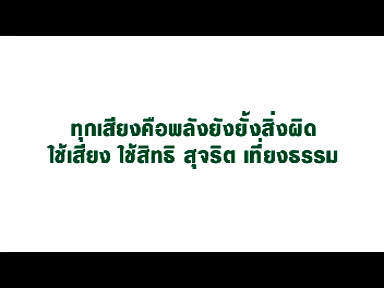 ทุกเสียงคือพลังยังยั้งสิ่งผิด
ใช้เสียง ใช้สิทธิ สุจริต เที่ยงธรรม